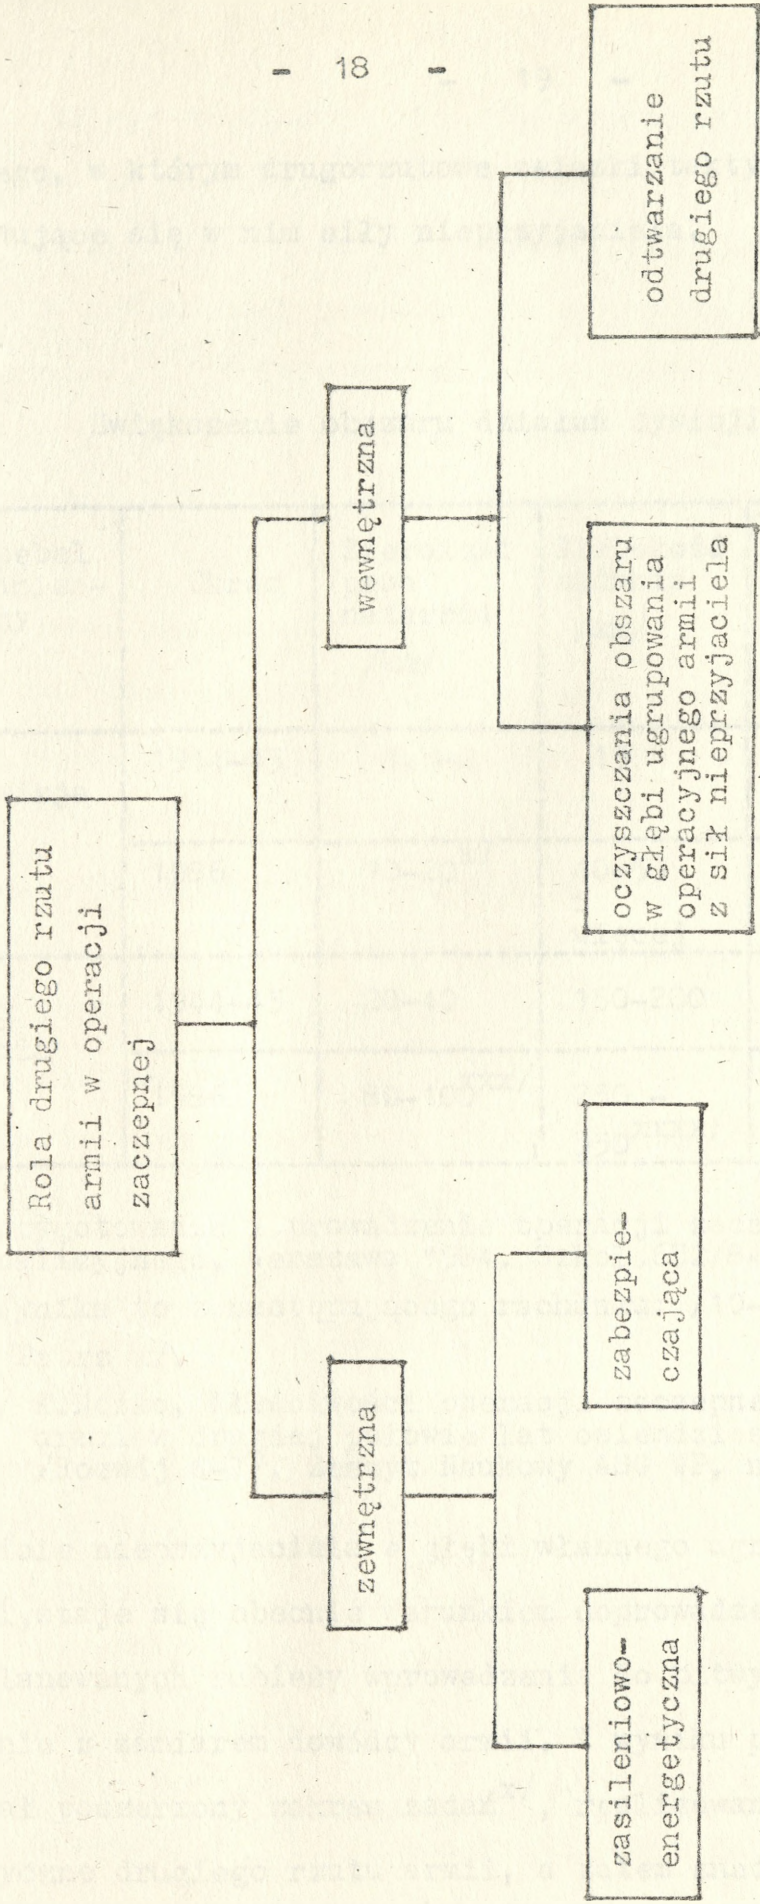 - 18 -
Rola drugiego rzutu
armii w operacji
zaczepnej
zewnętrzna
wewnętrzna
zasileniowo-
energetyczna
zabezpie-
czająca
oczyszczania obszaru
w głębi ugrupowania
operacyjnego armii
z sił nieprzyjaciela
odtwarzanie
drugiego rzutu